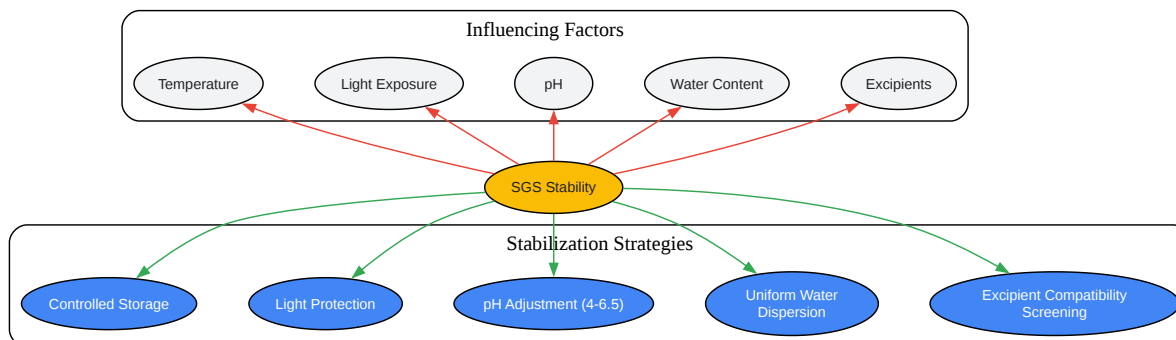 Influencing Factors
Temperature
Light Exposure
pH
Water Content
Excipients
SGS Stability
Stabilization Strategies
Controlled Storage
Light Protection
pH Adjustment (4-6.5)
Uniform Water
Dispersion
Excipient Compatibility
Screening